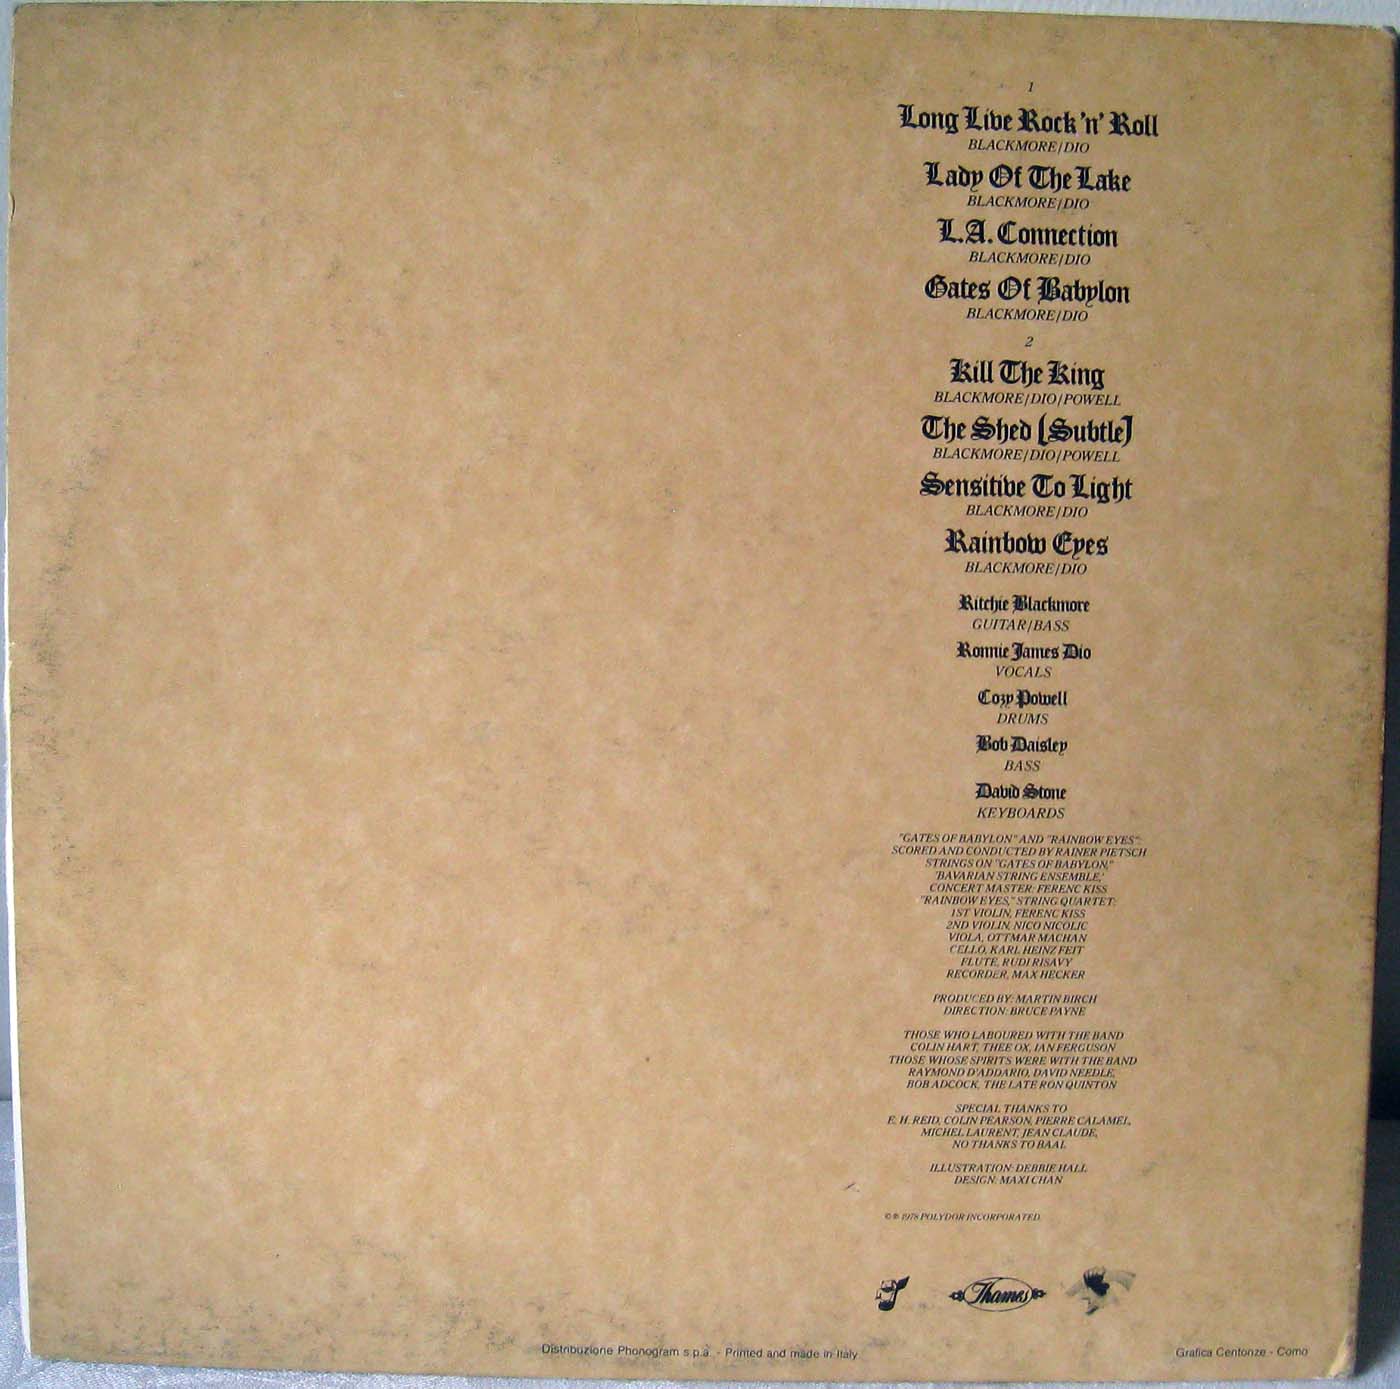 1
Long Live Rock 'n' Roll
BLACKMORE/DIO
Lady Of The Lake
BLACKMORE/DIO
L.A. Connection
BLACKMORE/DIO
Gates Of Babylon
BLACKMORE/DIO
2
Kill The King
BLACKMORE/DIO/POWELL
The Shed (Subtle)
BLACKMORE/DIO/POWELL
Sensitive To Light
BLACKMORE/DIO
Rainbow Eyes
BLACKMORE/DIO
Ritchie Blackmore
GUITAR/BASS
Ronnie James Dio
VOCALS
Cozy Powell
DRUMS
Bob Daisley
BASS
David Stone
KEYBOARDS
"GATES OF BABYLON" AND "RAINBOW EYES":
SCORED AND CONDUCTED BY RAINER PIETSCH
STRINGS ON "GATES OF BABYLON,"
'BAVARIAN STRING ENSEMBLE,'
CONCERT MASTER: FERENC KISS
"RAINBOW EYES," STRING QUARTET:
1ST VIOLIN, FERENC KISS
2ND VIOLIN, NICO NICOLIC
VIOLA, OTTMAR MACHAN
CELLO, KARL HEINZ FEIT
FLUTE, RUDI RISAVY
RECORDER, MAX HECKER
PRODUCED BY: MARTIN BIRCH
DIRECTION: BRUCE PAYNE
THOSE WHO LABOURED WITH THE BAND
COLIN HART, THEE OX, IAN FERGUSON
THOSE WHOSE SPIRITS WERE WITH THE BAND
RAYMOND D'ADDARIO, DAVID NEEDLE,
BOB ADCOCK, THE LATE RON QUINTON
SPECIAL THANKS TO
E. H. REID, COLIN PEARSON, PIERRE CALAMEL,
MICHEL LAURENT, JEAN CLAUDE,
NO THANKS TO BAAL
ILLUSTRATION: DEBBIE HALL
DESIGN: MAXI CHAN
© ℗ 1978 POLYDOR INCORPORATED.
Thames
Distribuzione Phonogram s.p.a. - Printed and made in Italy
Grafica Centonze - Como